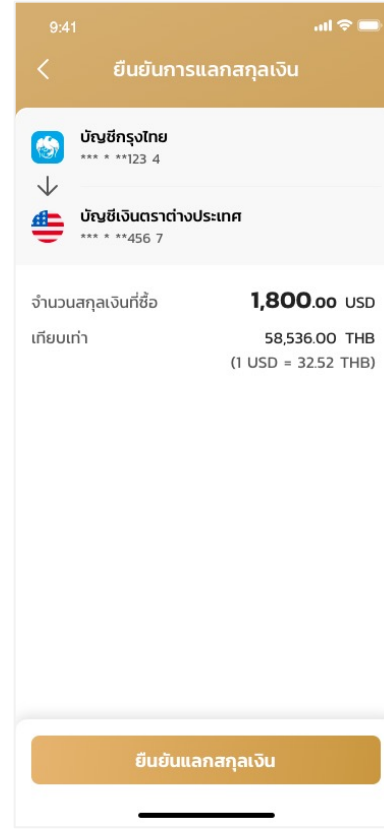 9:41
ยืนยันการแลกสกุลเงิน
บัญชีกรุงไทย
*** * **123 4
บัญชีเงินตราต่างประเทศ
*** * **456 7
จำนวนสกุลเงินที่ซื้อ 1,800.00 USD
เทียบเท่า 58,536.00 THB
(1 USD = 32.52 THB)
ยืนยันแลกสกุลเงิน